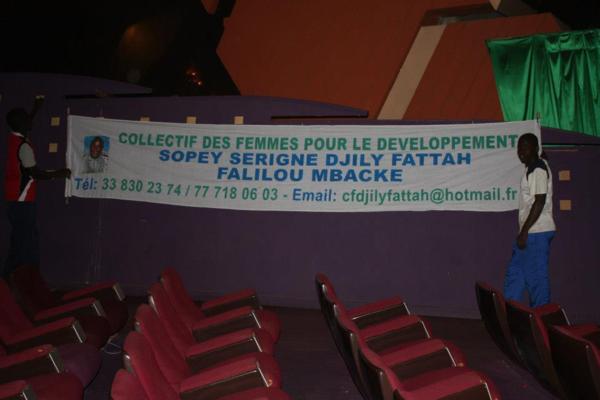 COLLECTIF DES FEMMES POUR LE DEVELOPPEMENT
SOPEY SERIGNE DJILY FATTAH
FALILOU MBACKE
Tél: 33 830 23 74 / 77 718 06 03 - Email: cfdjilyfattah@hotmail.fr